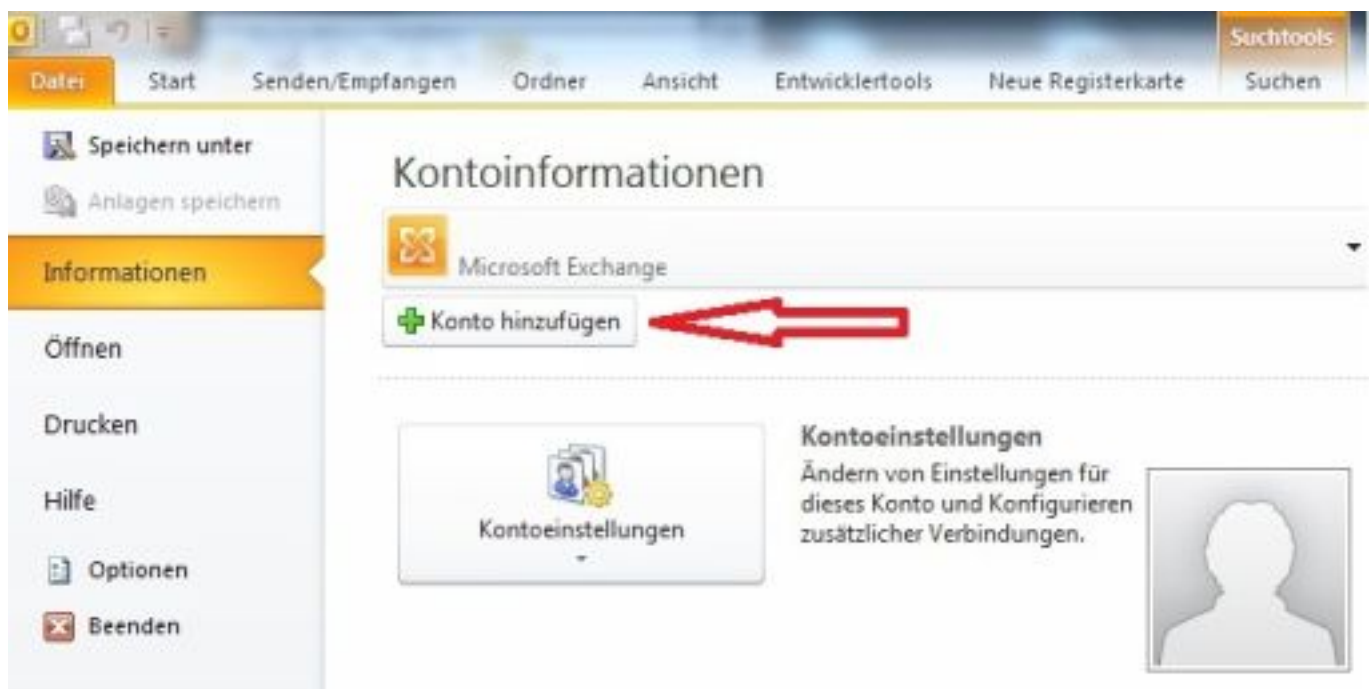 Suchtools
Datei Start Senden/Empfangen Ordner Ansicht Entwicklertools Neue Registerkarte Suchen
Speichern unter
Anlagen speichern
Informationen
Öffnen
Drucken
Hilfe
Optionen
Beenden
Kontoinformationen
Microsoft Exchange
Konto hinzufügen
Kontoeinstellungen
Kontoeinstellungen
Ändern von Einstellungen für
dieses Konto und Konfigurieren
zusätzlicher Verbindungen.